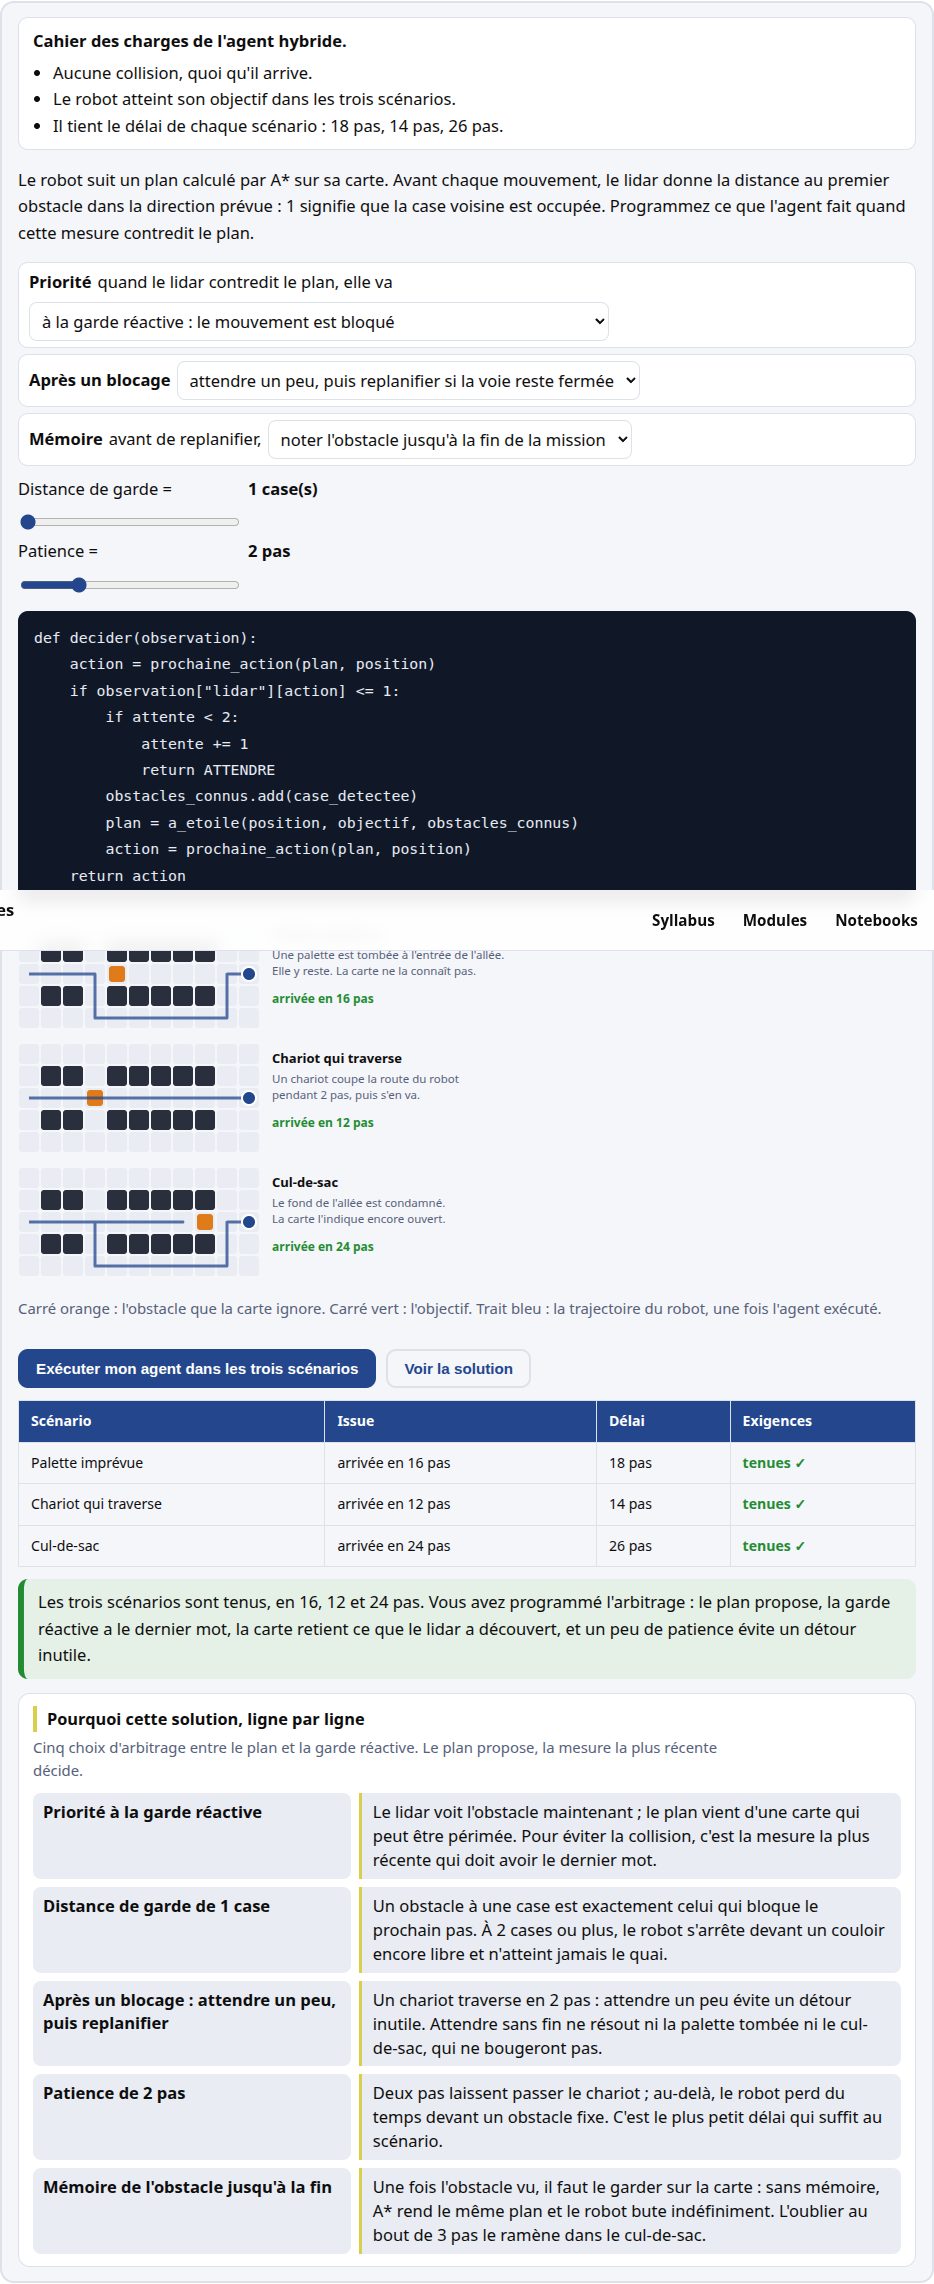 Cahier des charges de l'agent hybride.
• Aucune collision, quoi qu'il arrive.
• Le robot atteint son objectif dans les trois scénarios.
• Il tient le délai de chaque scénario : 18 pas, 14 pas, 26 pas.
Le robot suit un plan calculé par A* sur sa carte. Avant chaque mouvement, le lidar donne la distance au premier
obstacle dans la direction prévue : 1 signifie que la case voisine est occupée. Programmez ce que l'agent fait quand
cette mesure contredit le plan.
Priorité quand le lidar contredit le plan, elle va
à la garde réactive : le mouvement est bloqué
Après un blocage attendre un peu, puis replanifier si la voie reste fermée
Mémoire avant de replanifier, noter l'obstacle jusqu'à la fin de la mission
Distance de garde = 1 case(s)
Patience = 2 pas
def decider(observation):
    action = prochaine_action(plan, position)
    if observation["lidar"][action] <= 1:
        if attente < 2:
            attente += 1
            return ATTENDRE
        obstacles_connus.add(case_detectee)
        plan = a_etoile(position, objectif, obstacles_connus)
        action = prochaine_action(plan, position)
    return action
es Syllabus Modules Notebooks
Une palette est tombée à l'entrée de l'allée.
Elle y reste. La carte ne la connaît pas.
arrivée en 16 pas
Chariot qui traverse
Un chariot coupe la route du robot
pendant 2 pas, puis s'en va.
arrivée en 12 pas
Cul-de-sac
Le fond de l'allée est condamné.
La carte l'indique encore ouvert.
arrivée en 24 pas
Carré orange : l'obstacle que la carte ignore. Carré vert : l'objectif. Trait bleu : la trajectoire du robot, une fois l'agent exécuté.
Exécuter mon agent dans les trois scénarios Voir la solution
Scénario Issue Délai Exigences
Palette imprévue arrivée en 16 pas 18 pas tenues ✓
Chariot qui traverse arrivée en 12 pas 14 pas tenues ✓
Cul-de-sac arrivée en 24 pas 26 pas tenues ✓
Les trois scénarios sont tenus, en 16, 12 et 24 pas. Vous avez programmé l'arbitrage : le plan propose, la garde
réactive a le dernier mot, la carte retient ce que le lidar a découvert, et un peu de patience évite un détour
inutile.
Pourquoi cette solution, ligne par ligne
Cinq choix d'arbitrage entre le plan et la garde réactive. Le plan propose, la mesure la plus récente
décide.
Priorité à la garde réactive
Le lidar voit l'obstacle maintenant ; le plan vient d'une carte qui
peut être périmée. Pour éviter la collision, c'est la mesure la plus
récente qui doit avoir le dernier mot.
Distance de garde de 1 case
Un obstacle à une case est exactement celui qui bloque le
prochain pas. À 2 cases ou plus, le robot s'arrête devant un couloir
encore libre et n'atteint jamais le quai.
Après un blocage : attendre un peu,
puis replanifier
Un chariot traverse en 2 pas : attendre un peu évite un détour
inutile. Attendre sans fin ne résout ni la palette tombée ni le cul-
de-sac, qui ne bougeront pas.
Patience de 2 pas
Deux pas laissent passer le chariot ; au-delà, le robot perd du
temps devant un obstacle fixe. C'est le plus petit délai qui suffit au
scénario.
Mémoire de l'obstacle jusqu'à la fin
Une fois l'obstacle vu, il faut le garder sur la carte : sans mémoire,
A* rend le même plan et le robot bute indéfiniment. L'oublier au
bout de 3 pas le ramène dans le cul-de-sac.